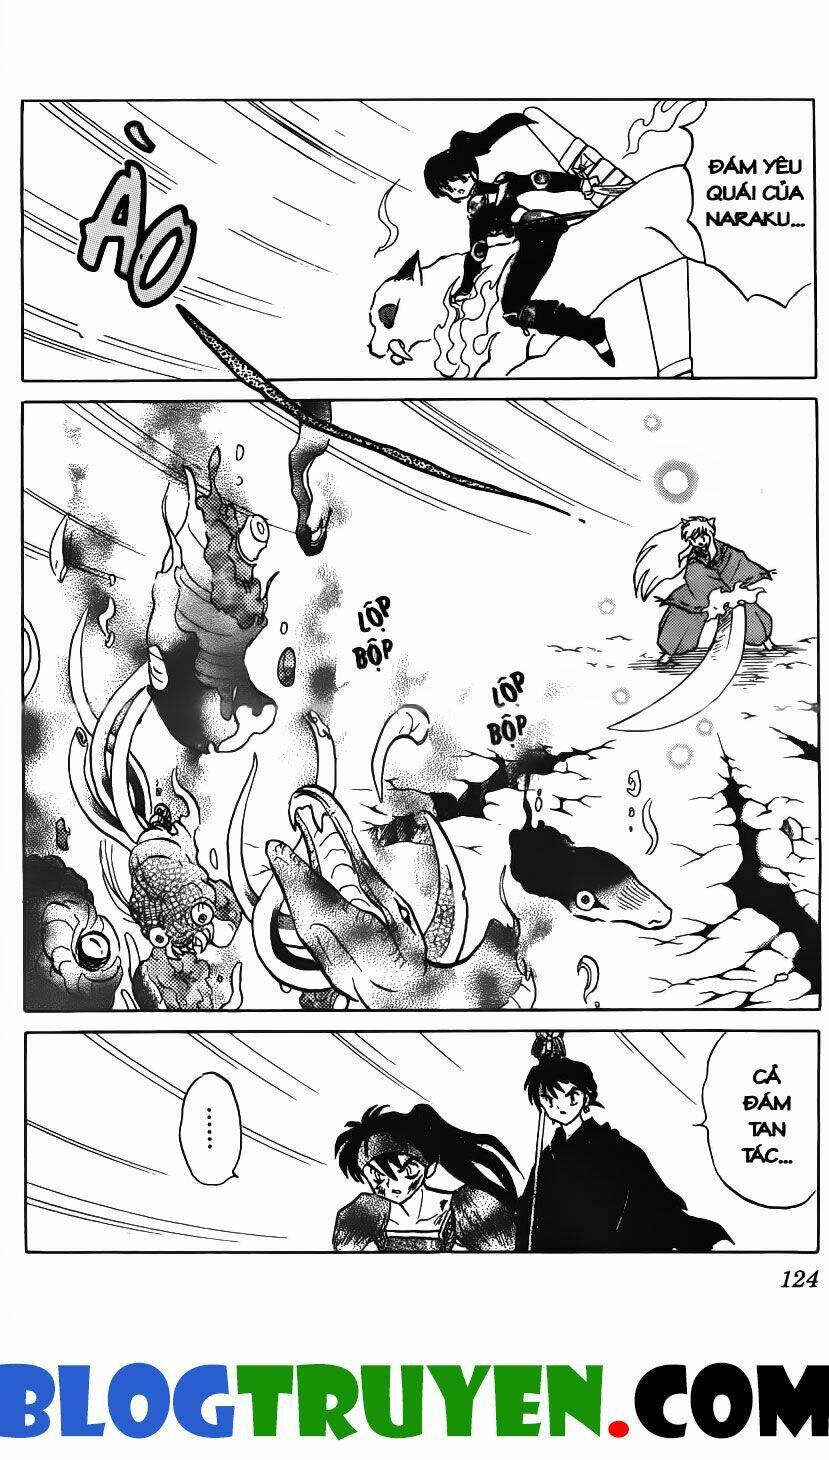 ĐÁM YÊU
QUÁI CỦA
NARAKU...
ÀO
LỘP
BỘP
LỘP
BỘP
CẢ
ĐÁM
TAN
TÁC...
......
124
BLOGTRUYEN.COM